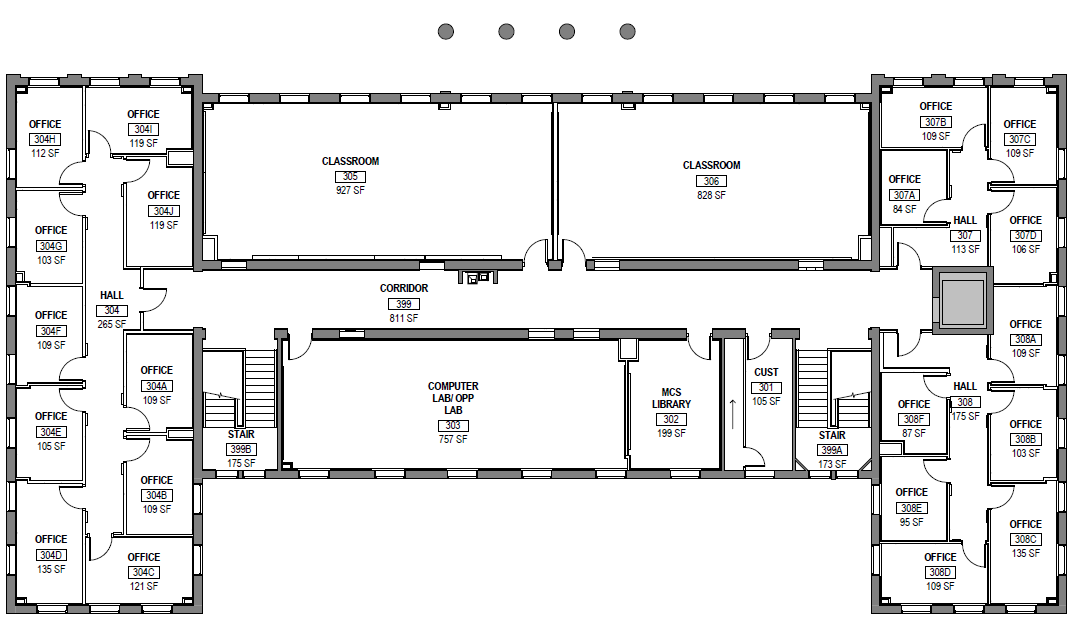 OFFICE
304H
112 SF
OFFICE
304I
119 SF
OFFICE
304J
119 SF
OFFICE
304G
103 SF
HALL
304
265 SF
OFFICE
304F
109 SF
OFFICE
304A
109 SF
OFFICE
304E
105 SF
OFFICE
304B
109 SF
OFFICE
304D
135 SF
OFFICE
304C
121 SF
CLASSROOM
305
927 SF
CLASSROOM
306
828 SF
CORRIDOR
399
811 SF
STAIR
399B
175 SF
COMPUTER
LAB/ OPP
LAB
303
757 SF
MCS
LIBRARY
302
199 SF
CUST
301
105 SF
STAIR
399A
173 SF
OFFICE
307B
109 SF
OFFICE
307C
109 SF
OFFICE
307A
84 SF
HALL
307
113 SF
OFFICE
307D
106 SF
OFFICE
308A
109 SF
HALL
308
175 SF
OFFICE
308F
87 SF
OFFICE
308B
103 SF
OFFICE
308E
95 SF
OFFICE
308C
135 SF
OFFICE
308D
109 SF